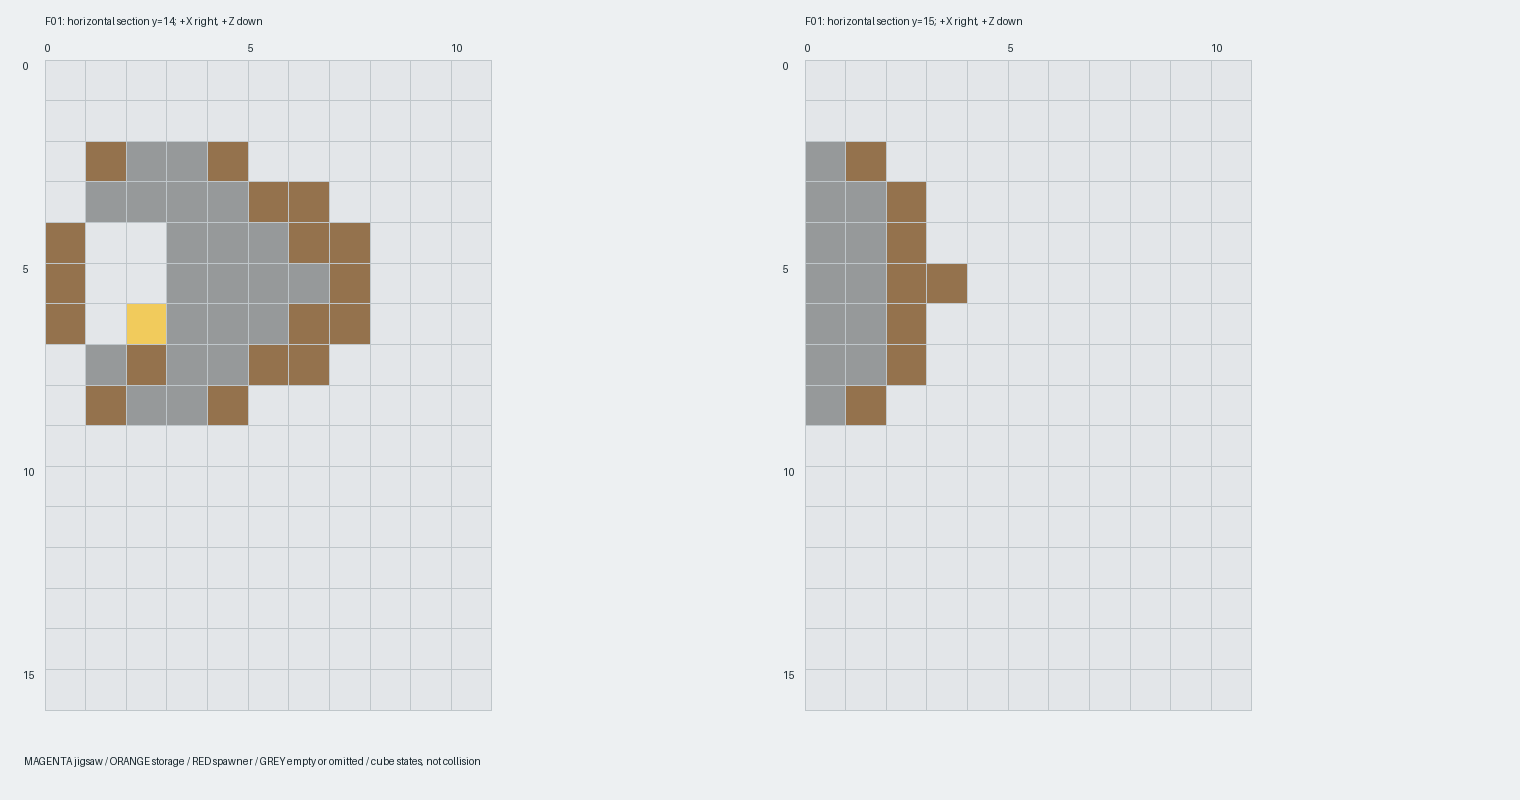 F01: horizontal section y=14; +X right, +Z down
0 5 10
0
5
10
15
F01: horizontal section y=15; +X right, +Z down
0 5 10
0
5
10
15
MAGENTA jigsaw / ORANGE storage / RED spawner / GREY empty or omitted / cube states, not collision